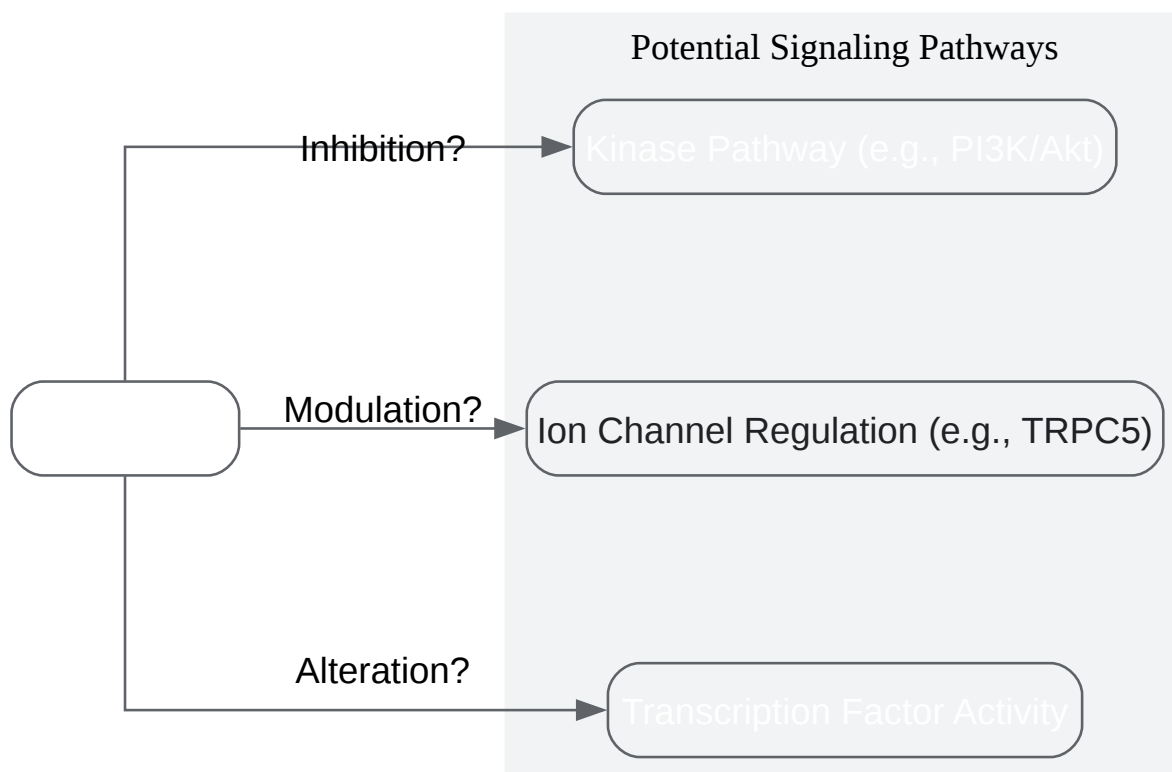 Potential Signaling Pathways
Inhibition?
Kinase Pathway (e.g., PI3K/Akt)
Modulation?
Ion Channel Regulation (e.g., TRPC5)
Alteration?
Transcription Factor Activity